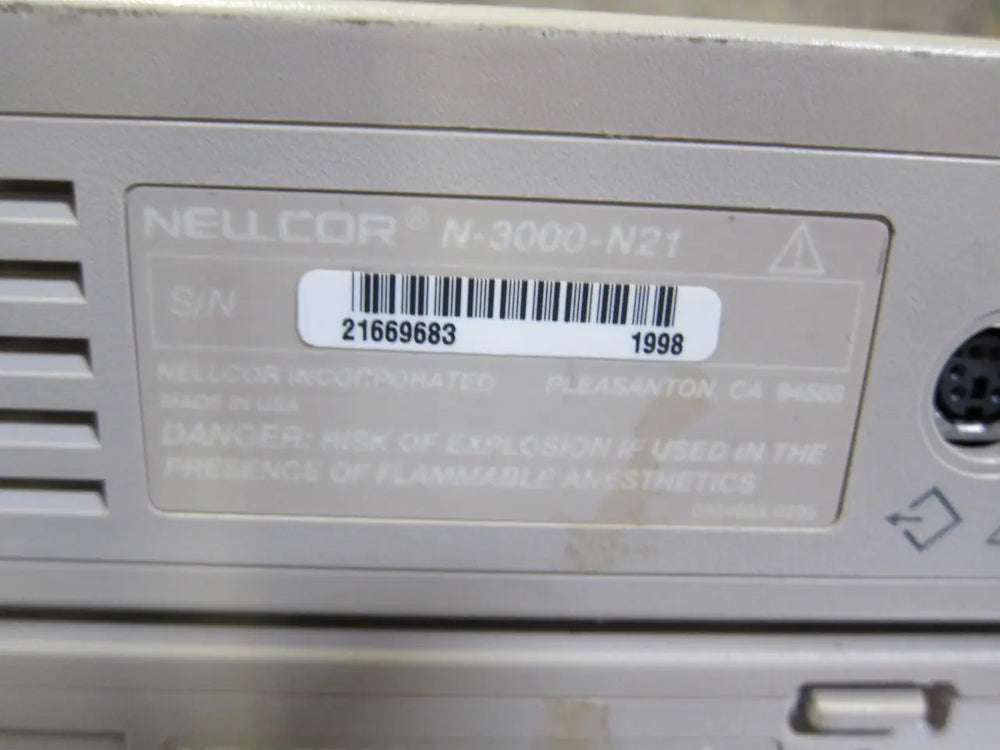 NELLCOR® N-3000-N21
S/N
21669683 1998
NELLCOR INCORPORATED PLEASANTON, CA 94588
MADE IN USA
DANGER: RISK OF EXPLOSION IF USED IN THE
PRESENCE OF FLAMMABLE ANESTHETICS